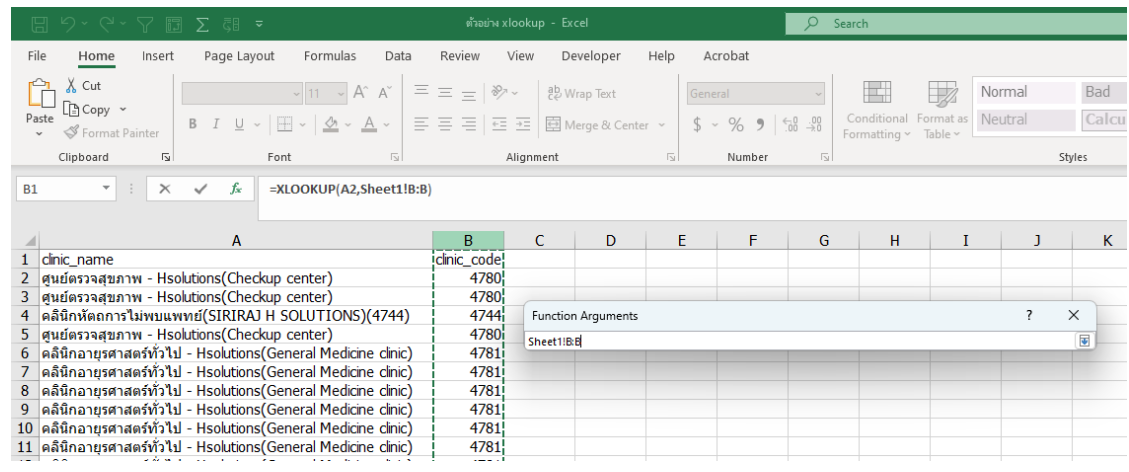 ตัวอย่าง xlookup - Excel
Search
File Home Insert Page Layout Formulas Data Review View Developer Help Acrobat
Paste
Cut
Copy
Format Painter
Clipboard
11
A A
B I U
A
Font
Wrap Text
Merge & Center
Alignment
General
$ % 9 .00
Number
Conditional Formatting
Format as Table
Normal Bad
Neutral Calcu
Styles
B1 fx =XLOOKUP(A2,Sheet1!B:B)
A B C D E F G H I J K
1 clinic_name clinic_code
2 ศูนย์ตรวจสุขภาพ - Hsolutions(Checkup center) 4780
3 ศูนย์ตรวจสุขภาพ - Hsolutions(Checkup center) 4780
4 คลินิกหัตถการไม่พบแพทย์(SIRIRAJ H SOLUTIONS)(4744) 4744
5 ศูนย์ตรวจสุขภาพ - Hsolutions(Checkup center) 4780
6 คลินิกอายุรศาสตร์ทั่วไป - Hsolutions(General Medicine clinic) 4781
7 คลินิกอายุรศาสตร์ทั่วไป - Hsolutions(General Medicine clinic) 4781
8 คลินิกอายุรศาสตร์ทั่วไป - Hsolutions(General Medicine clinic) 4781
9 คลินิกอายุรศาสตร์ทั่วไป - Hsolutions(General Medicine clinic) 4781
10 คลินิกอายุรศาสตร์ทั่วไป - Hsolutions(General Medicine clinic) 4781
11 คลินิกอายุรศาสตร์ทั่วไป - Hsolutions(General Medicine clinic) 4781
Function Arguments ?
Sheet1!B:B